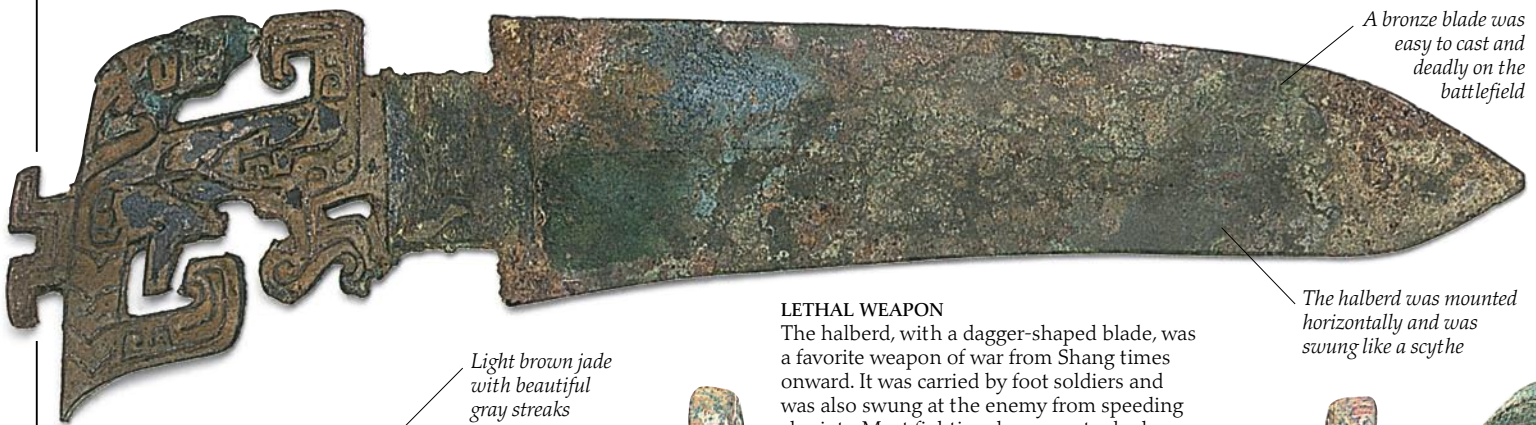 A bronze blade was
easy to cast and
deadly on the
battlefield
The halberd was mounted
horizontally and was
swung like a scythe
LETHAL WEAPON
The halberd, with a dagger-shaped blade, was
a favorite weapon of war from Shang times
onward. It was carried by foot soldiers and
was also swung at the enemy from speeding
Light brown jade
with beautiful
gray streaks